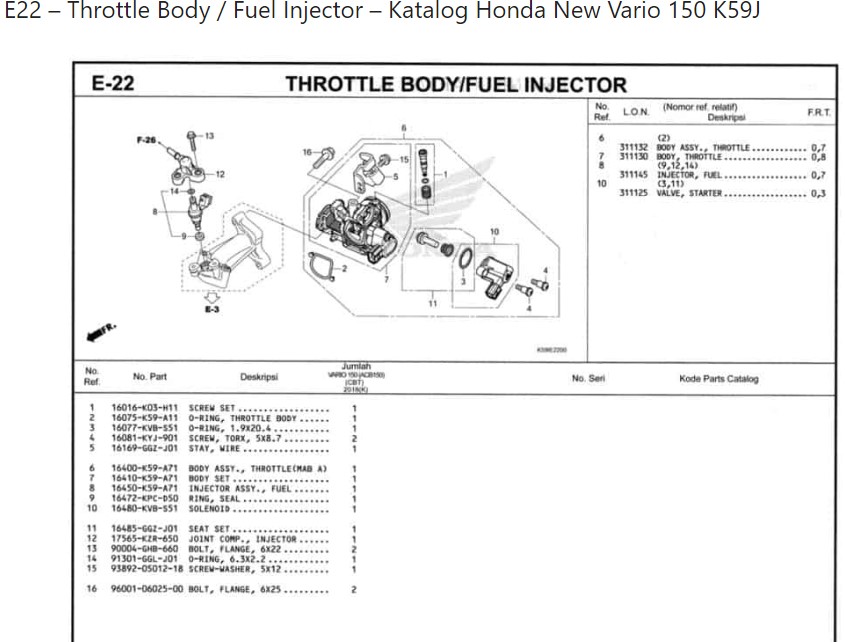 E22 – Throttle Body / Fuel Injector – Katalog Honda New Vario 150 K59J
E-22
THROTTLE BODY/FUEL INJECTOR
No. Ref. L.O.N. (Nomor ref. relatif) Deskripsi F.R.T.
6 (2)
311132 BODY ASSY., THROTTLE ............ 0,7
7 311130 BODY, THROTTLE ................. 0,8
8 (9,12,14)
311145 INJECTOR, FUEL ................. 0,7
10 (3,11)
311125 VALVE, STARTER ................. 0,3
F-26
13
12
14
8
9
E-3
16
6
15
5
1
2
7
10
3
11
4
4
FR.
No. Ref. No. Part Deskripsi Jumlah No. Seri Kode Parts Catalog
VARIO 150 (ACB150)
(CBT)
2018(K)
1 16016-K03-H11 SCREW SET .................. 1
2 16075-K59-A11 O-RING, THROTTLE BODY ...... 1
3 16077-KVB-S51 O-RING, 1.9X20.4 ........... 1
4 16081-KYJ-901 SCREW, TORX, 5X8.7 ......... 2
5 16169-GGZ-J01 STAY, WIRE ................. 1
6 16400-K59-A71 BODY ASSY., THROTTLE(MAB A) 1
7 16410-K59-A71 BODY SET ................... 1
8 16450-K59-A71 INJECTOR ASSY., FUEL ....... 1
9 16472-KPC-D50 RING, SEAL ................. 1
10 16480-KVB-S51 SOLENOID ................... 1
11 16485-GGZ-J01 SEAT SET ................... 1
12 17565-KZR-650 JOINT COMP., INJECTOR ...... 1
13 90004-GHB-660 BOLT, FLANGE, 6X22 ......... 2
14 91301-GGL-J01 O-RING, 6.3X2.2 ............ 1
15 93892-05012-18 SCREW-WASHER, 5X12 ......... 1
16 96001-06025-00 BOLT, FLANGE, 6X25 ......... 2